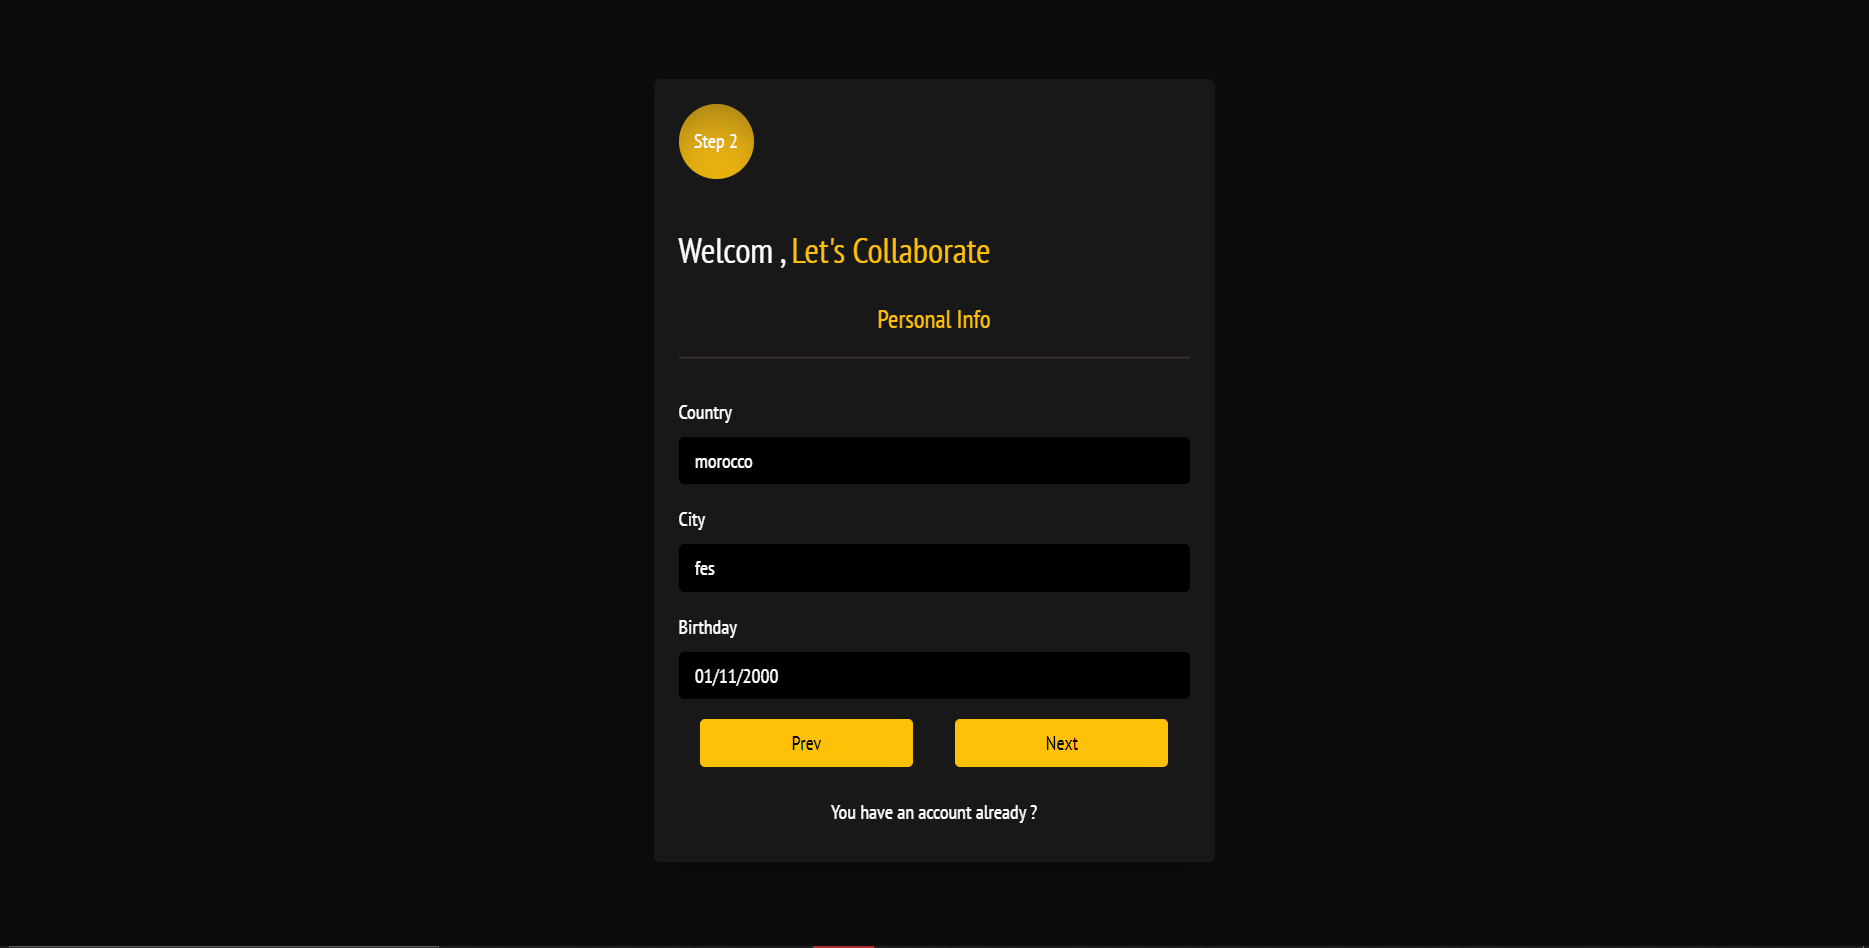 Step 2
Welcom , Let's Collaborate
Personal Info
Country
morocco
City
fes
Birthday
01/11/2000
Prev
Next
You have an account already ?